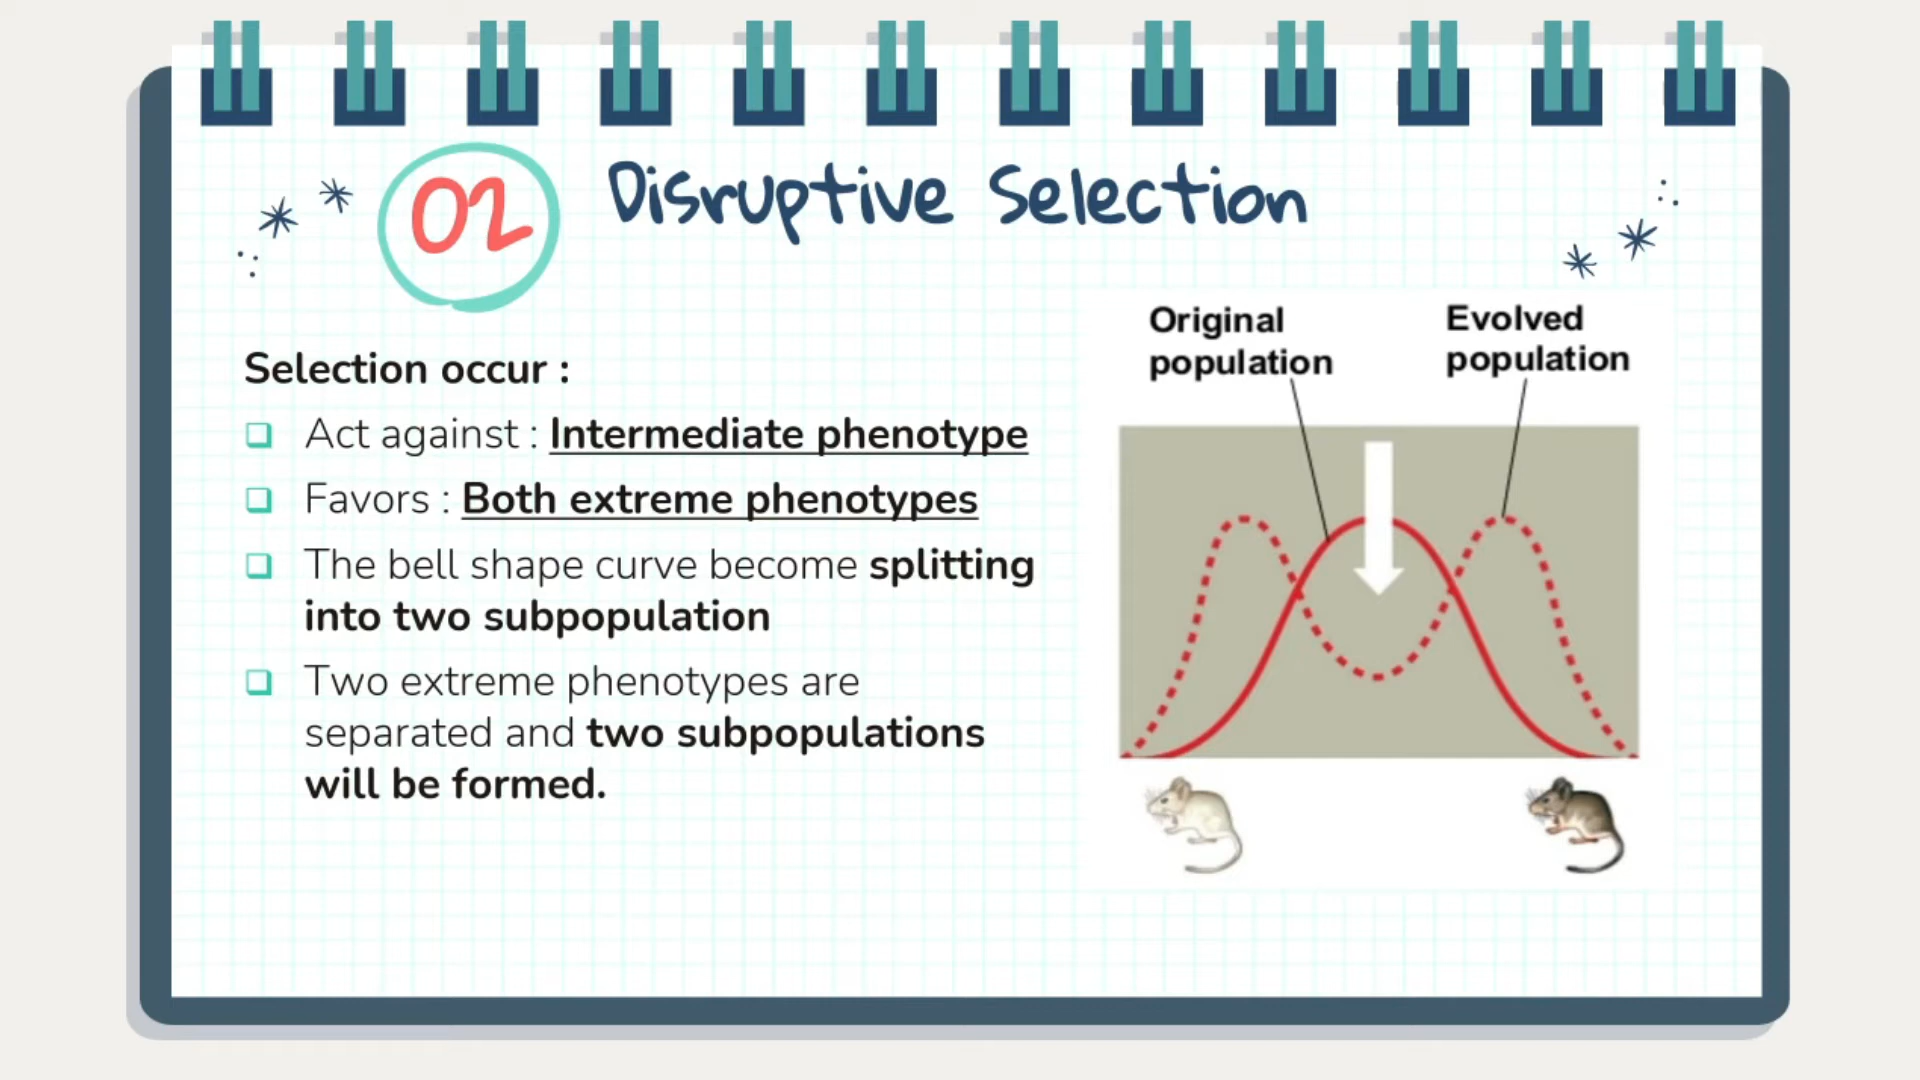 02
Disruptive Selection
Selection occur :
Act against : Intermediate phenotype
Favors : Both extreme phenotypes
The bell shape curve become splitting
into two subpopulation
Two extreme phenotypes are
separated and two subpopulations
will be formed.
Original
population
Evolved
population